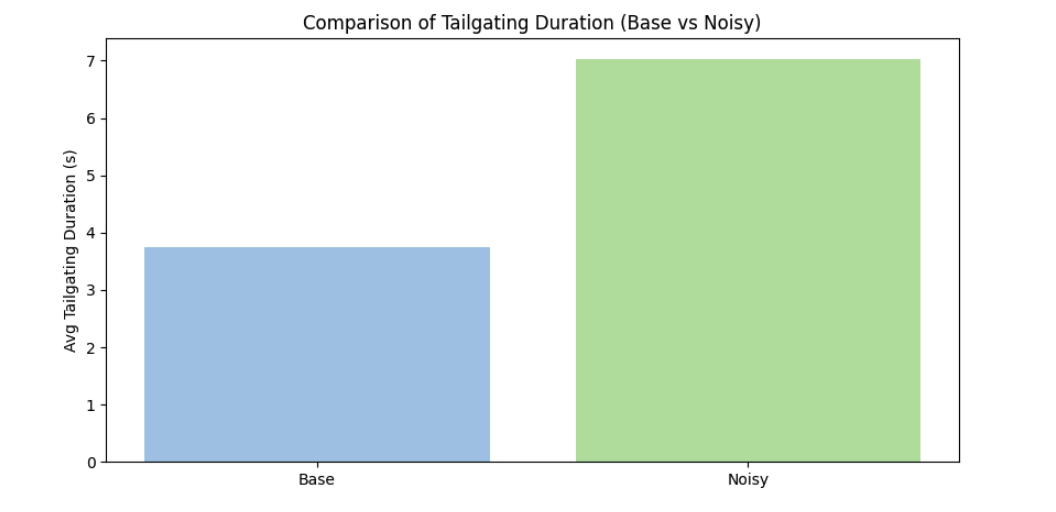 Comparison of Tailgating Duration (Base vs Noisy)
Avg Tailgating Duration (s)
7
6
5
4
3
2
1
0
Base
Noisy